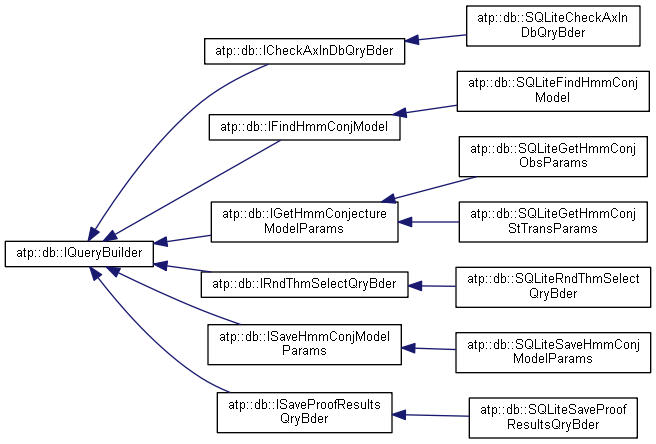 atp::db::SQLiteCheckAxIn
DbQryBder
atp::db::ICheckAxInDbQryBder
atp::db::SQLiteFindHmmConj
Model
atp::db::IFindHmmConjModel
atp::db::SQLiteGetHmmConj
ObsParams
atp::db::IGetHmmConjecture
ModelParams
atp::db::SQLiteGetHmmConj
StTransParams
atp::db::IQueryBuilder
atp::db::IRndThmSelectQryBder
atp::db::SQLiteRndThmSelect
QryBder
atp::db::ISaveHmmConjModel
Params
atp::db::SQLiteSaveHmmConj
ModelParams
atp::db::ISaveProofResults
QryBder
atp::db::SQLiteSaveProof
ResultsQryBder